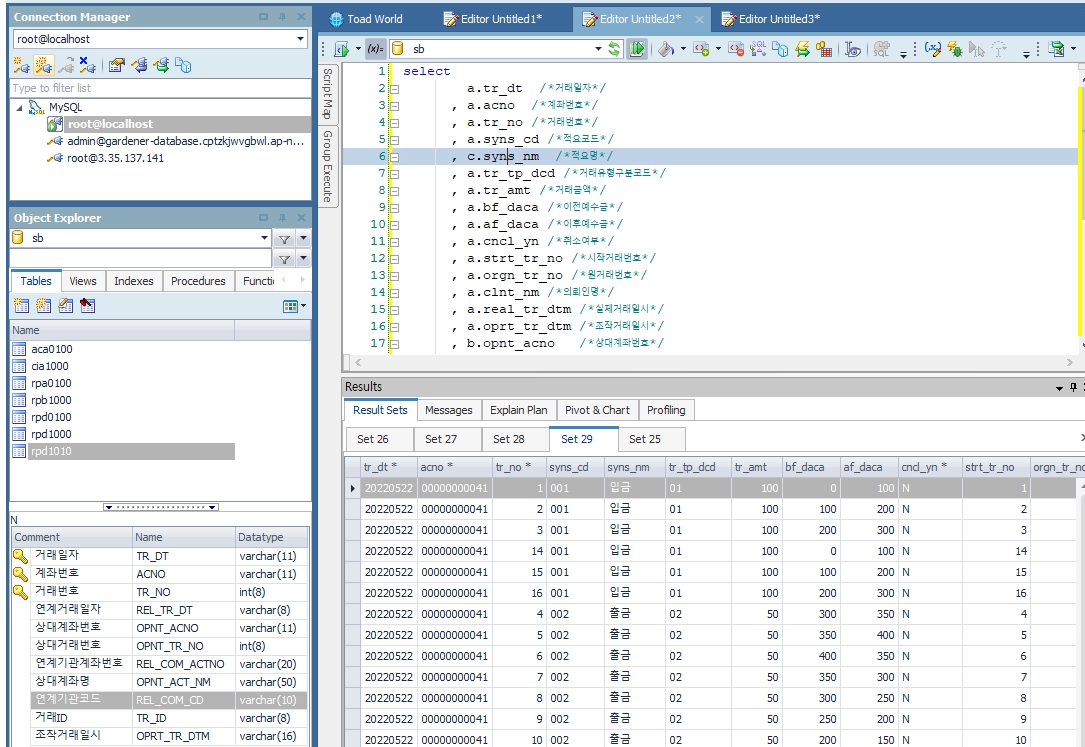 Connection Manager
root@localhost
Type to filter list
MySQL
root@localhost
admin@gardener-database.cptzkjwvgbwl.ap-n...
root@3.35.137.141
Object Explorer
sb
Tables Views Indexes Procedures Functi
Name
aca0100
cia1000
rpa0100
rpb1000
rpd0100
rpd1000
rpd1010
N
Comment Name Datatype
거래일자 TR_DT varchar(11)
계좌번호 ACNO varchar(11)
거래번호 TR_NO int(8)
연계거래일자 REL_TR_DT varchar(8)
상대계좌번호 OPNT_ACNO varchar(11)
상대거래번호 OPNT_TR_NO int(8)
연계기관계좌번호 REL_COM_ACTNO varchar(20)
상대계좌명 OPNT_ACT_NM varchar(50)
연계기관코드 REL_COM_CD varchar(10)
거래ID TR_ID varchar(8)
조작거래일시 OPRT_TR_DTM varchar(16)
Toad World Editor Untitled1* Editor Untitled2* Editor Untitled3*
(x)= sb
Script Map
Group Execute
1 select
2 a.tr_dt /*거래일자*/
3 , a.acno /*계좌번호*/
4 , a.tr_no /*거래번호*/
5 , a.syns_cd /*적요코드*/
6 , c.syns_nm /*적요명*/
7 , a.tr_tp_dcd /*거래유형구분코드*/
8 , a.tr_amt /*거래금액*/
9 , a.bf_daca /*이전예수금*/
10 , a.af_daca /*이후예수금*/
11 , a.cncl_yn /*취소여부*/
12 , a.strt_tr_no /*시작거래번호*/
13 , a.orgn_tr_no /*원거래번호*/
14 , a.clnt_nm /*의뢰인명*/
15 , a.real_tr_dtm /*실제거래일시*/
16 , a.oprt_tr_dtm /*조작거래일시*/
17 , b.opnt_acno /*상대계좌번호*/
Results
Result Sets Messages Explain Plan Pivot & Chart Profiling
Set 26 Set 27 Set 28 Set 29 Set 25
tr_dt * acno * tr_no * syns_cd syns_nm tr_tp_dcd tr_amt bf_daca af_daca cncl_yn * strt_tr_no orgn_tr_no
20220522 00000000041 1 001 입금 01 100 0 100 N 1
20220522 00000000041 2 001 입금 01 100 100 200 N 2
20220522 00000000041 3 001 입금 01 100 200 300 N 3
20220522 00000000041 14 001 입금 01 100 0 100 N 14
20220522 00000000041 15 001 입금 01 100 100 200 N 15
20220522 00000000041 16 001 입금 01 100 200 300 N 16
20220522 00000000041 4 002 출금 02 50 300 350 N 4
20220522 00000000041 5 002 출금 02 50 350 400 N 5
20220522 00000000041 6 002 출금 02 50 400 350 N 6
20220522 00000000041 7 002 출금 02 50 350 300 N 7
20220522 00000000041 8 002 출금 02 50 300 250 N 8
20220522 00000000041 9 002 출금 02 50 250 200 N 9
20220522 00000000041 10 002 출금 02 50 200 150 N 10